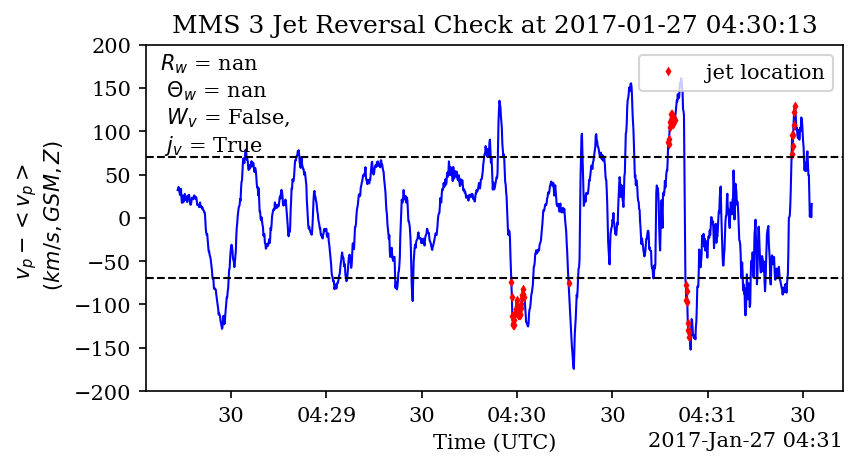 MMS 3 Jet Reversal Check at 2017-01-27 04:30:13
R_w = nan
Θ_w = nan
W_v = False,
j_v = True
jet location
200
150
100
50
0
−50
−100
−150
−200
v_p − <v_p>
(km/s, GSM, Z)
30
04:29
30
04:30
30
04:31
30
Time (UTC)
2017-Jan-27 04:31